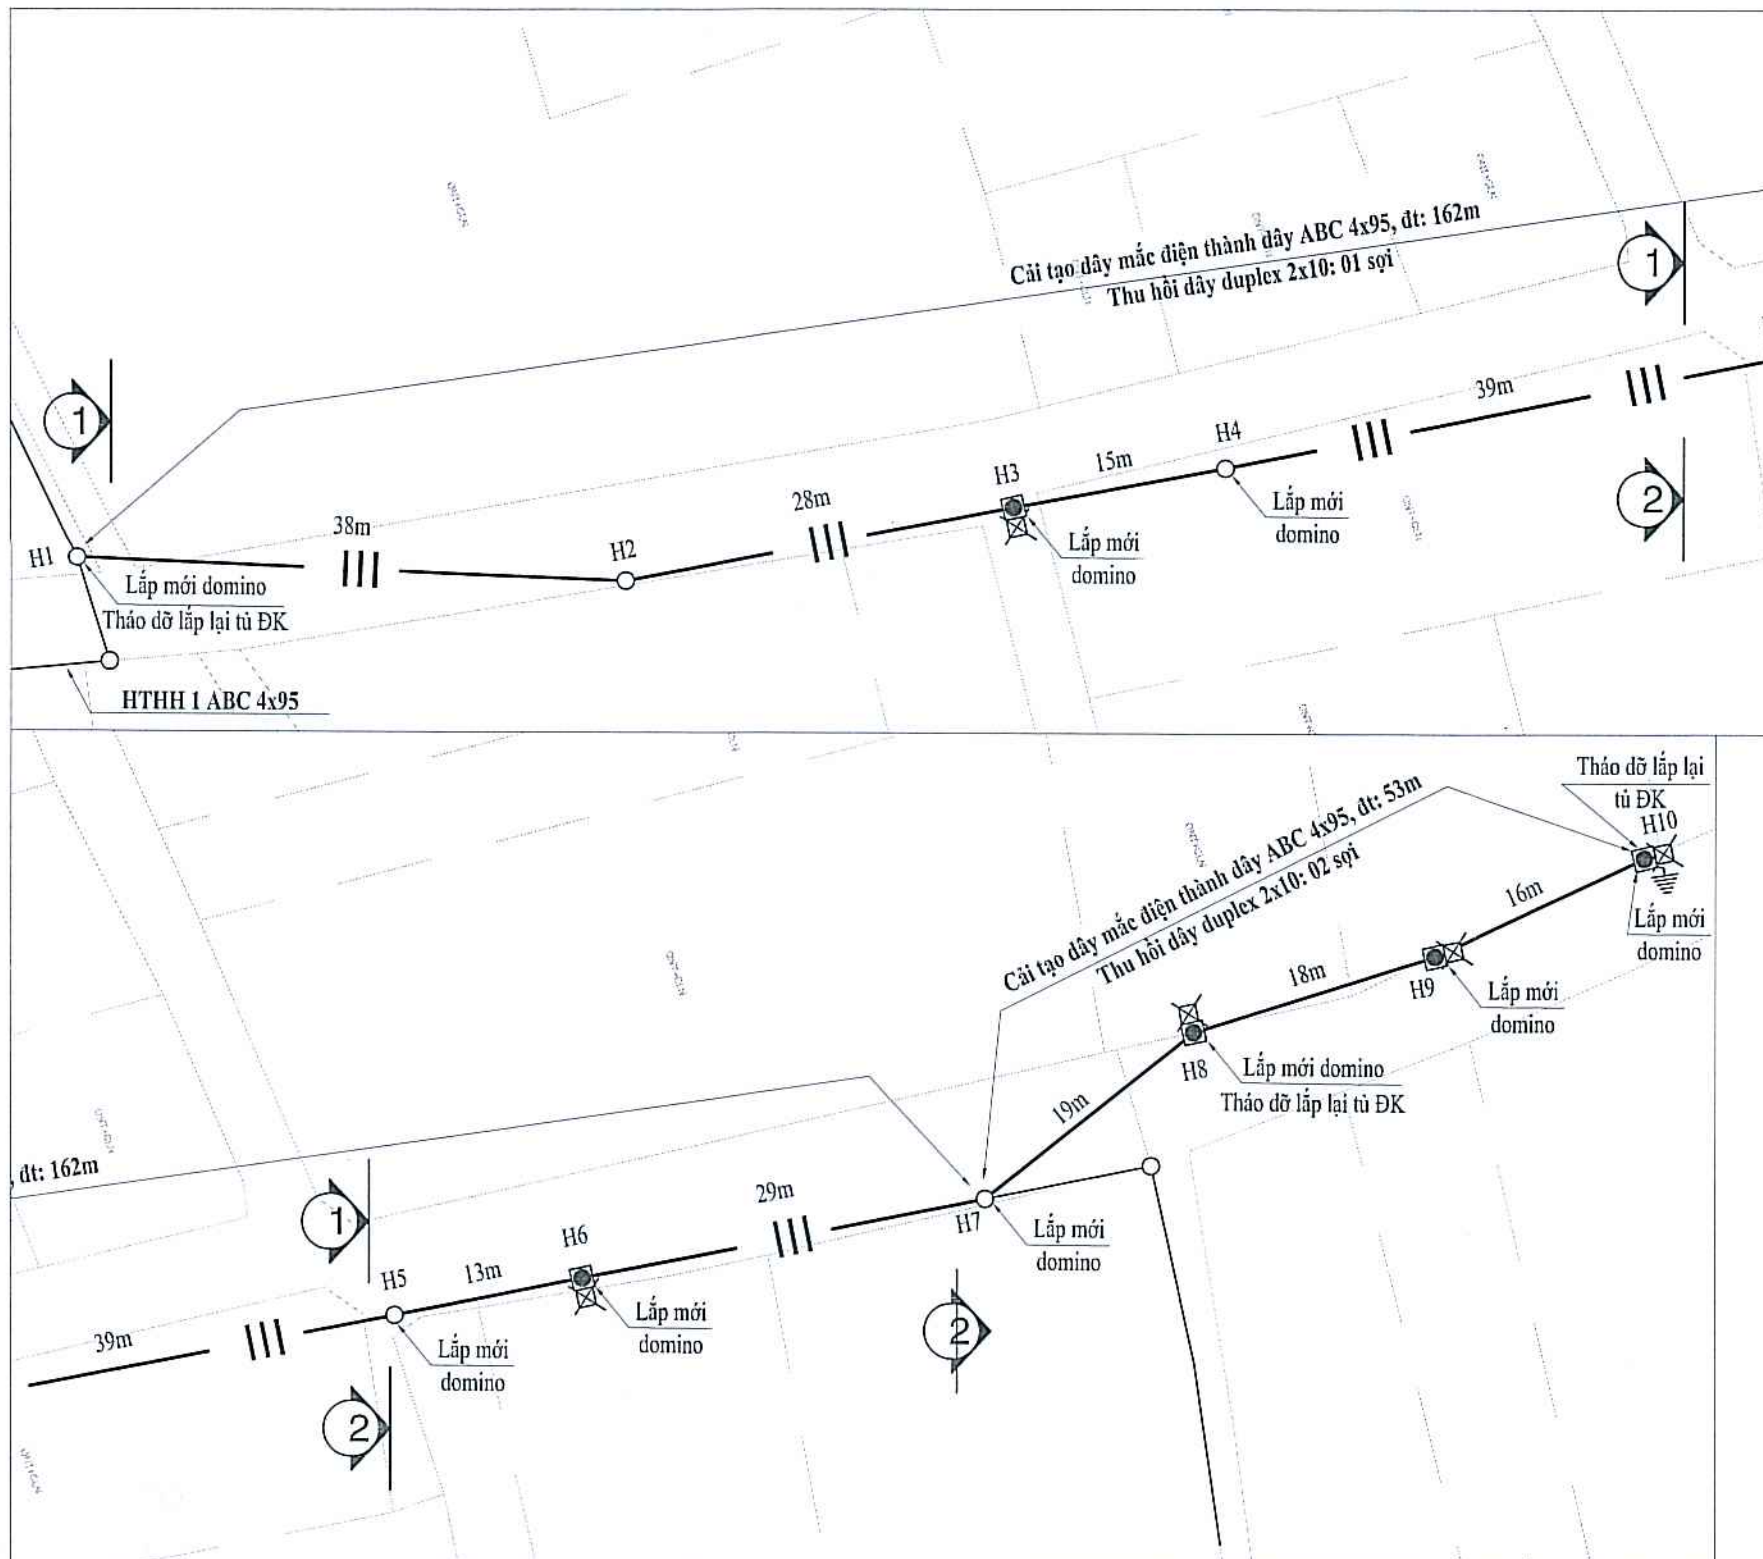 Cải tạo dây mắc điện thành dây ABC 4x95, đt: 162m
Thu hồi dây duplex 2x10: 01 sợi
1
1
39m
H4
15m
H3
28m
2
Lắp mới
domino
Lắp mới
domino
38m
H2
H1
Lắp mới domino
Tháo dỡ lắp lại tủ ĐK
HTHH 1 ABC 4x95
Tháo dỡ lắp lại
tủ ĐK
H10
Cải tạo dây mắc điện thành dây ABC 4x95, đt: 53m
Thu hồi dây duplex 2x10: 02 sợi
16m
Lắp mới
domino
18m
H9
Lắp mới
domino
H8
Lắp mới domino
Tháo dỡ lắp lại tủ ĐK
19m
, đt: 162m
1
29m
H7
Lắp mới
domino
H6
13m
H5
Lắp mới
domino
2
39m
Lắp mới
domino
2